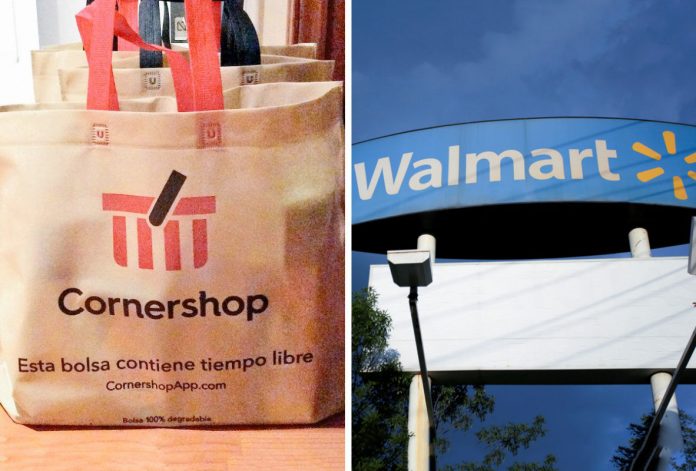 Cornershop
Esta bolsa contiene tiempo libre
CornershopApp.com
Bolsa 100% degradable
Walmart